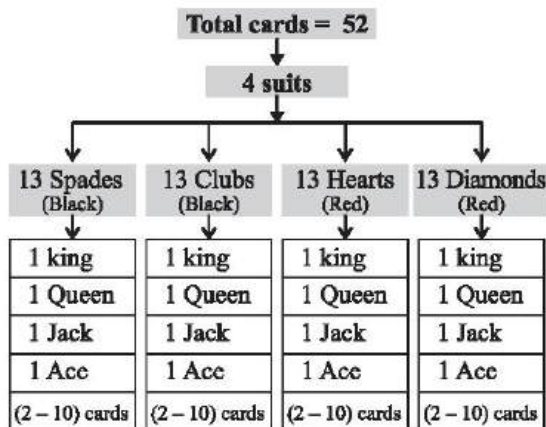 Total cards = 52
4 suits
13 Spades
(Black)
13 Clubs
(Black)
13 Hearts
(Red)
13 Diamonds
(Red)
1 king
1 king
1 king
1 king
1 Queen
1 Queen
1 Queen
1 Queen
1 Jack
1 Jack
1 Jack
1 Jack
1 Ace
1 Ace
1 Ace
1 Ace
(2 – 10) cards
(2 – 10) cards
(2 – 10) cards
(2 – 10) cards